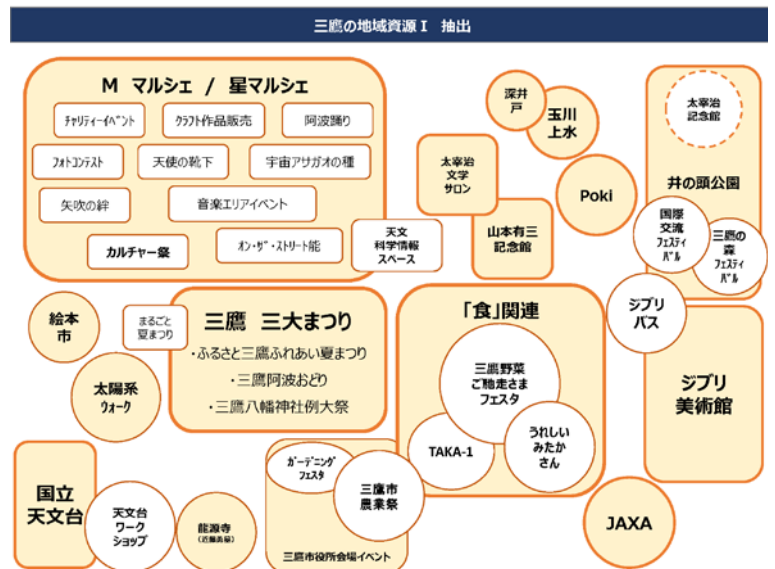 三鷹の地域資源Ⅰ 抽出
M マルシェ / 星マルシェ
チャリティーイベント
クラフト作品販売
阿波踊り
フォトコンテスト
天使の靴下
宇宙アサガオの種
矢吹の絆
音楽エリアイベント
カルチャー祭
オン・ザ・ストリート能
天文
科学情報
スペース
深井
戸
玉川
上水
太宰治
文学
サロン
山本有三
記念館
Poki
太宰治
記念館
井の頭公園
国際
交流
フェスティ
バル
三鷹の
森
フェスティ
バル
ジブリ
バス
ジブリ
美術館
絵本
市
まるごと
夏まつり
太陽系
ウォーク
三鷹 三大まつり
・ふるさと三鷹ふれあい夏まつり
・三鷹阿波おどり
・三鷹八幡神社例大祭
「食」関連
三鷹野菜
ご馳走さま
フェスタ
TAKA-1
うれしい
みたか
さん
国立
天文台
天文台
ワーク
ショップ
龍源寺
(近藤勇墓)
ガーデニング
フェスタ
三鷹市
農業祭
三鷹市役所会場イベント
JAXA